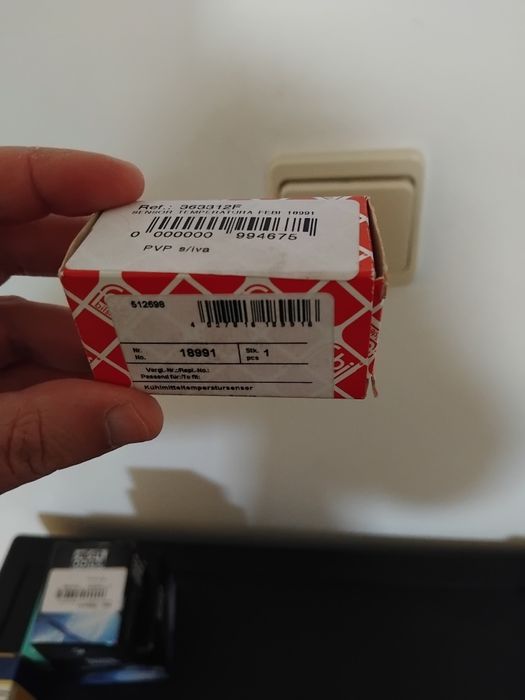 Ref.: 363312F
SENSOR TEMPERATURA FEBI 18991
0 000000 994675
PVP s/iva
512698
Nr.
No. 18991
Stk.
pcs 1
Vergl.-Nr./Repl.-No.:
Passend für/To fit:
Kühlmitteltemperatursensor